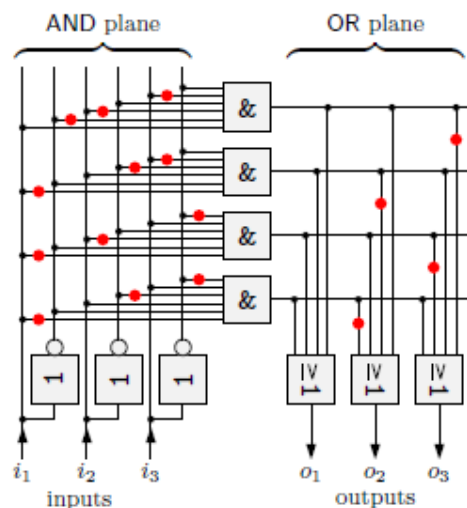 AND plane OR plane
&
&
&
&
1 1 1 ≥1 ≥1 ≥1
i₁ i₂ i₃ o₁ o₂ o₃
inputs outputs